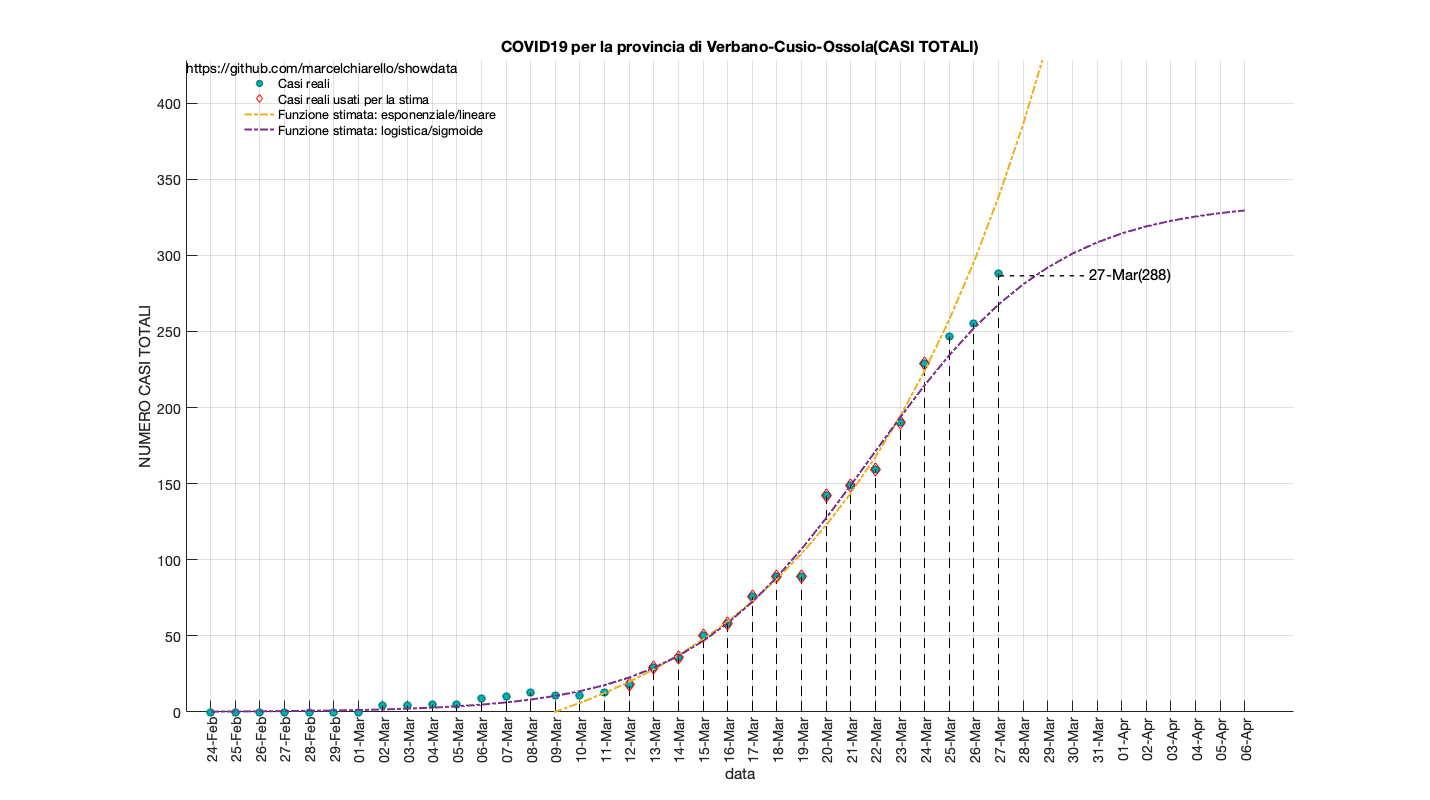 COVID19 per la provincia di Verbano-Cusio-Ossola(CASI TOTALI)
https://github.com/marcelchiarello/showdata
Casi reali
Casi reali usati per la stima
Funzione stimata: esponenziale/lineare
Funzione stimata: logistica/sigmoide
NUMERO CASI TOTALI
400
350
300
250
200
150
100
50
0
27-Mar(288)
24-Feb
25-Feb
26-Feb
27-Feb
28-Feb
29-Feb
01-Mar
02-Mar
03-Mar
04-Mar
05-Mar
06-Mar
07-Mar
08-Mar
09-Mar
10-Mar
11-Mar
12-Mar
13-Mar
14-Mar
15-Mar
16-Mar
17-Mar
18-Mar
19-Mar
20-Mar
21-Mar
22-Mar
23-Mar
24-Mar
25-Mar
26-Mar
27-Mar
28-Mar
29-Mar
30-Mar
31-Mar
01-Apr
02-Apr
03-Apr
04-Apr
05-Apr
06-Apr
data